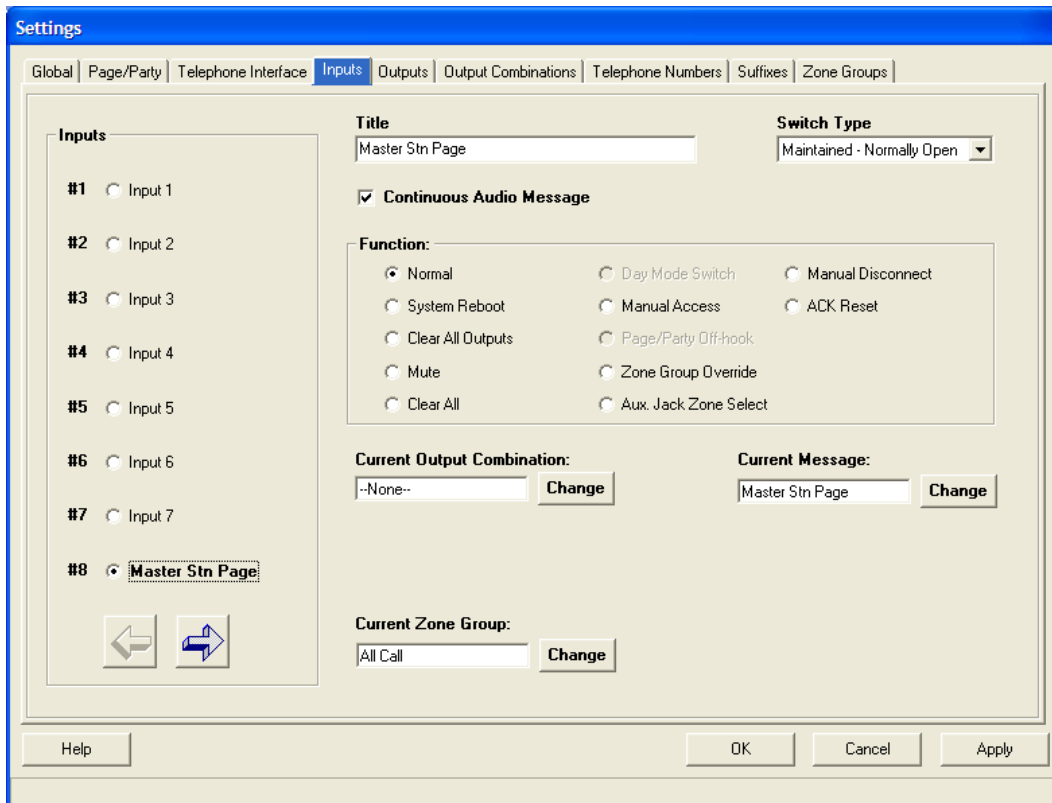 Settings
Global Page/Party Telephone Interface Inputs Outputs Output Combinations Telephone Numbers Suffixes Zone Groups
Inputs
#1 Input 1
#2 Input 2
#3 Input 3
#4 Input 4
#5 Input 5
#6 Input 6
#7 Input 7
#8 Master Stn Page
Title
Master Stn Page
Switch Type
Maintained - Normally Open
Continuous Audio Message
Function:
Normal
System Reboot
Clear All Outputs
Mute
Clear All
Day Mode Switch
Manual Access
Page/Party Off-hook
Zone Group Override
Aux. Jack Zone Select
Manual Disconnect
ACK Reset
Current Output Combination:
--None-- Change
Current Message:
Master Stn Page Change
Current Zone Group:
All Call Change
Help OK Cancel Apply